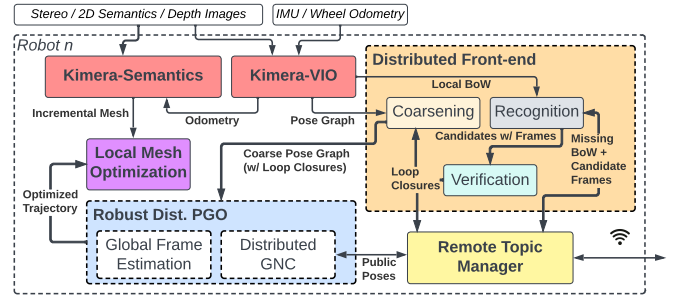 Stereo / 2D Semantics / Depth Images
IMU / Wheel Odometry
Robot n
Kimera-Semantics
Kimera-VIO
Distributed Front-end
Local BoW
Incremental Mesh
Odometry
Pose Graph
Coarsening
Recognition
Candidates w/ Frames
Missing
BoW +
Candidate
Frames
Local Mesh
Optimization
Coarse Pose Graph
(w/ Loop Closures)
Loop
Closures
Verification
Optimized
Trajectory
Robust Dist. PGO
Global Frame
Estimation
Distributed
GNC
Public
Poses
Remote Topic
Manager